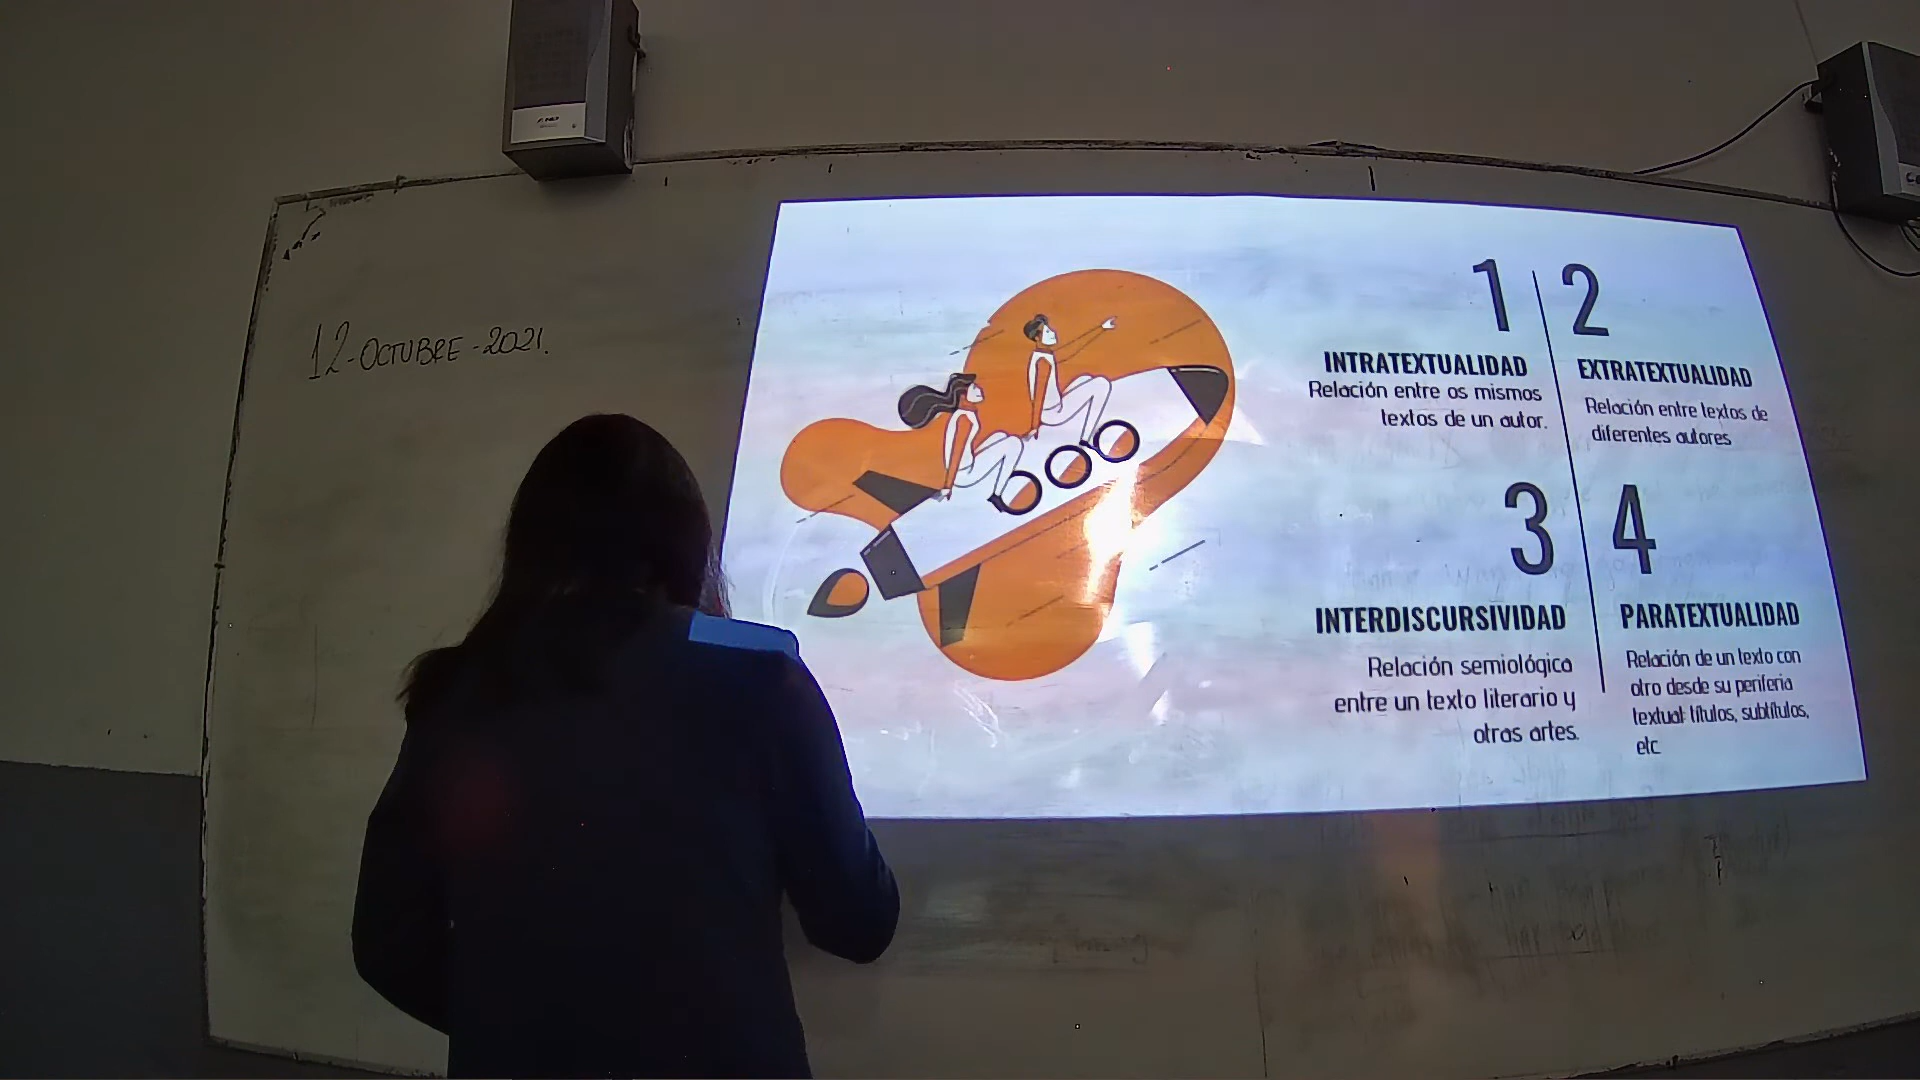 12-OCTUBRE-2021.
1
INTRATEXTUALIDAD
Relación entre os mismos
textos de un autor.
2
EXTRATEXTUALIDAD
Relación entre textos de
diferentes autores
3
INTERDISCURSIVIDAD
Relación semiológica
entre un texto literario y
otras artes.
4
PARATEXTUALIDAD
Relación de un texto con
otro desde su periferia
textual: títulos, subtítulos,
etc